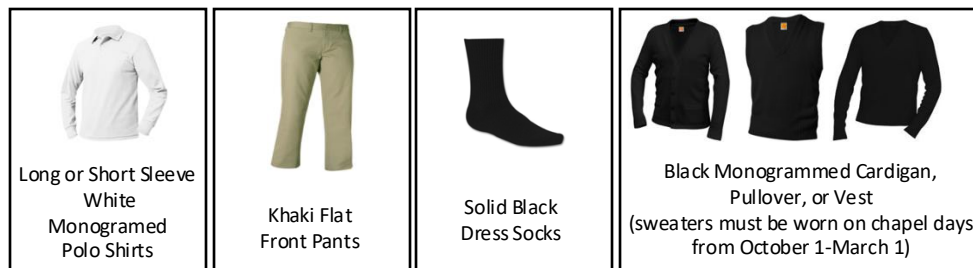 Long or Short Sleeve
White
Monogramed
Polo Shirts
Khaki Flat
Front Pants
Solid Black
Dress Socks
Black Monogrammed Cardigan,
Pullover, or Vest
(sweaters must be worn on chapel days
from October 1-March 1)